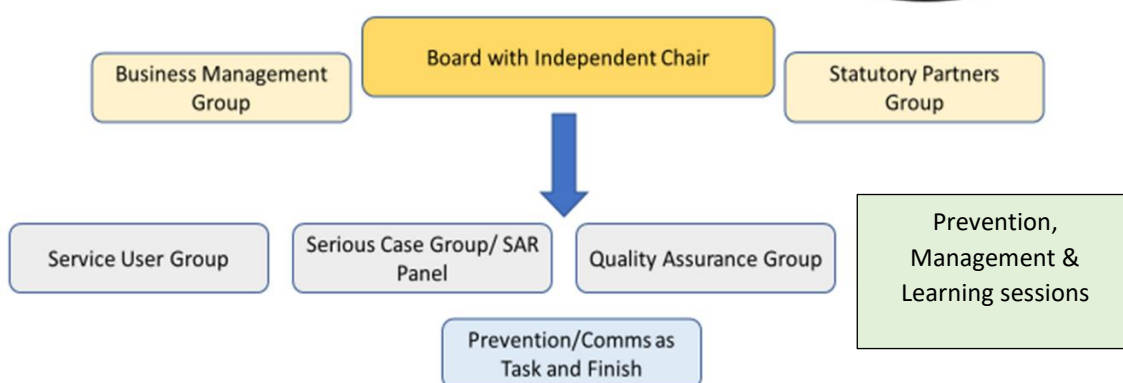 Board with Independent Chair
Business Management
Group
Statutory Partners
Group
Service User Group
Serious Case Group/ SAR
Panel
Quality Assurance Group
Prevention,
Management &
Learning sessions
Prevention/Comms as
Task and Finish